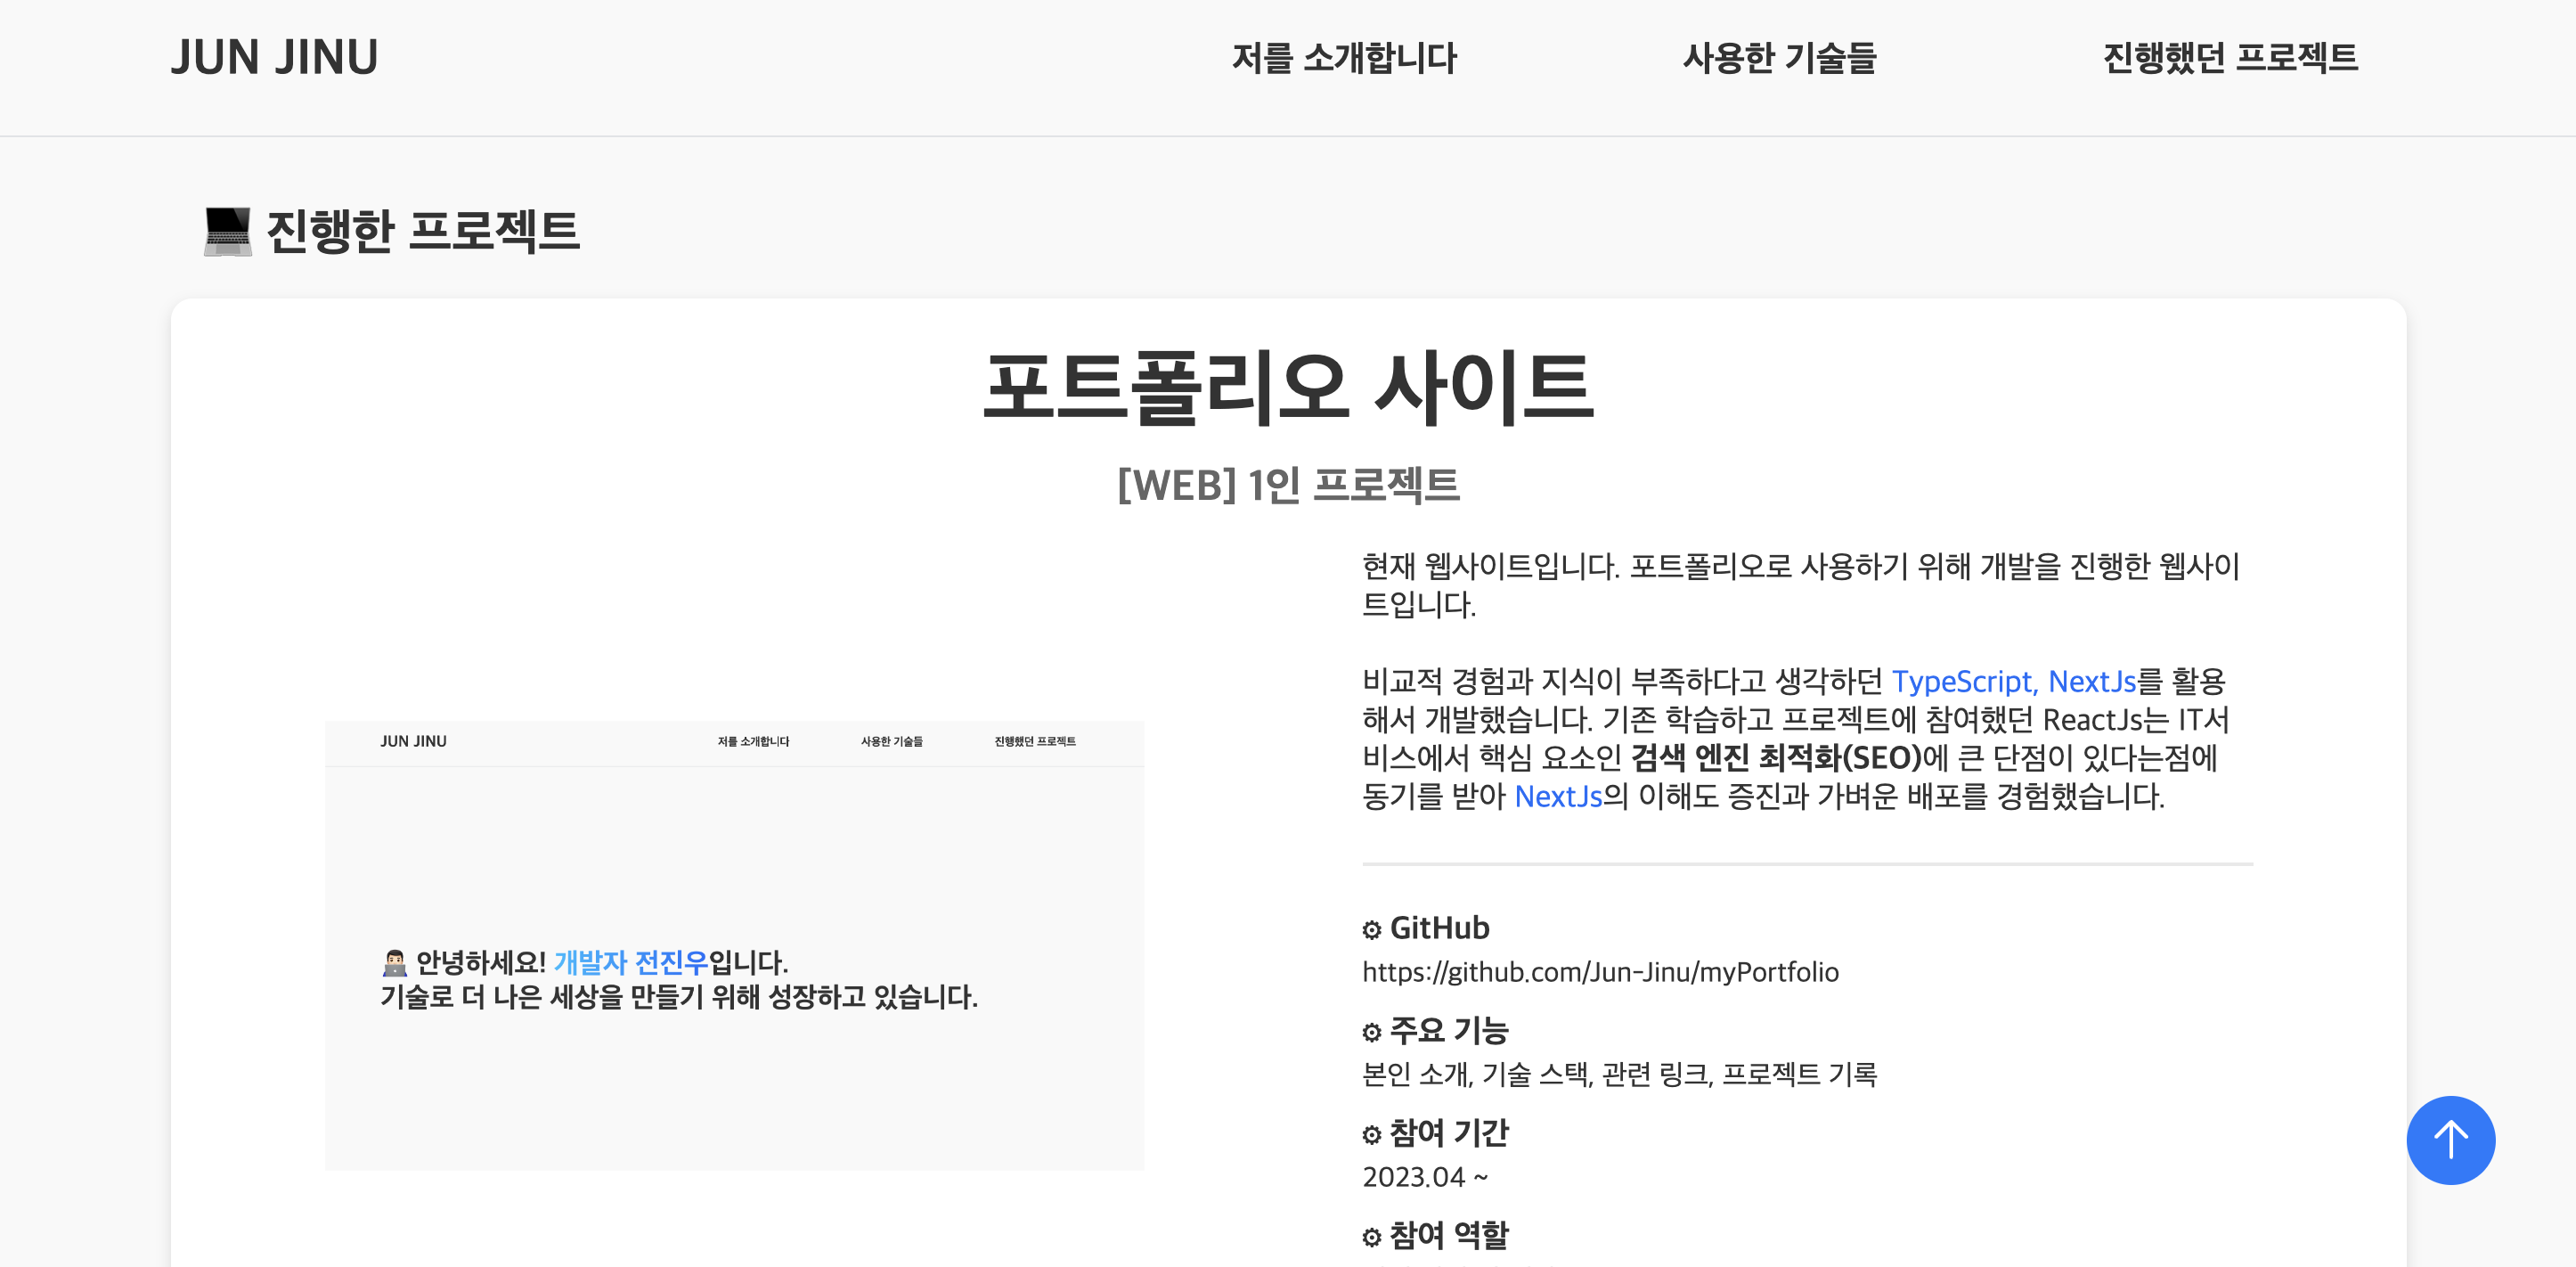 JUN JINU
저를 소개합니다
사용한 기술들
진행했던 프로젝트
진행한 프로젝트
포트폴리오 사이트
[WEB] 1인 프로젝트
JUN JINU
저를 소개합니다
사용한 기술들
진행했던 프로젝트
안녕하세요! 개발자 전진우입니다.
기술로 더 나은 세상을 만들기 위해 성장하고 있습니다.
현재 웹사이트입니다. 포트폴리오로 사용하기 위해 개발을 진행한 웹사이
트입니다.
비교적 경험과 지식이 부족하다고 생각하던 TypeScript, NextJs를 활용
해서 개발했습니다. 기존 학습하고 프로젝트에 참여했던 ReactJs는 IT서
비스에서 핵심 요소인 검색 엔진 최적화(SEO)에 큰 단점이 있다는점에
동기를 받아 NextJs의 이해도 증진과 가벼운 배포를 경험했습니다.
⚙ GitHub
https://github.com/Jun-Jinu/myPortfolio
⚙ 주요 기능
본인 소개, 기술 스택, 관련 링크, 프로젝트 기록
⚙ 참여 기간
2023.04 ~
⚙ 참여 역할